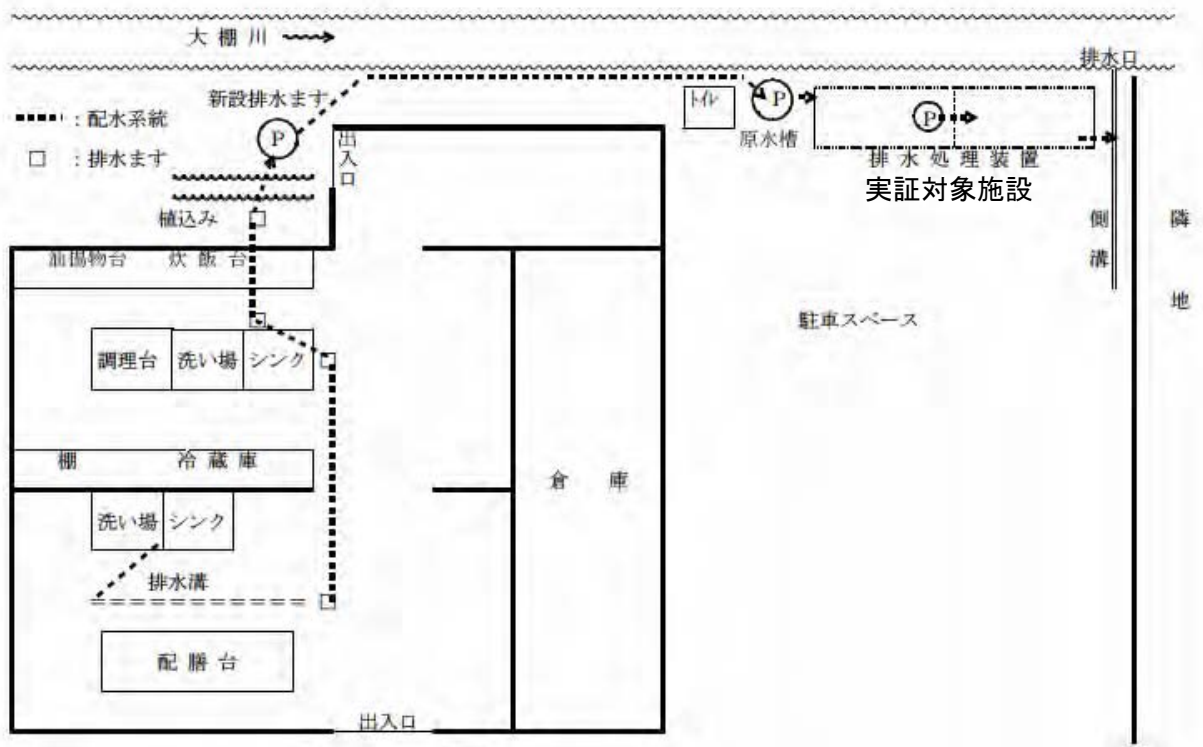 大棚川
排水口
新設排水ます
トイレ
：配水系統
P
P
P
出入口
原水槽
□ ：排水ます
排水処理装置
実証対象施設
植込み
側溝
隣地
油揚物台 炊飯台
駐車スペース
調理台 洗い場 シンク
棚 冷蔵庫
倉庫
洗い場 シンク
排水溝
配膳台
出入口